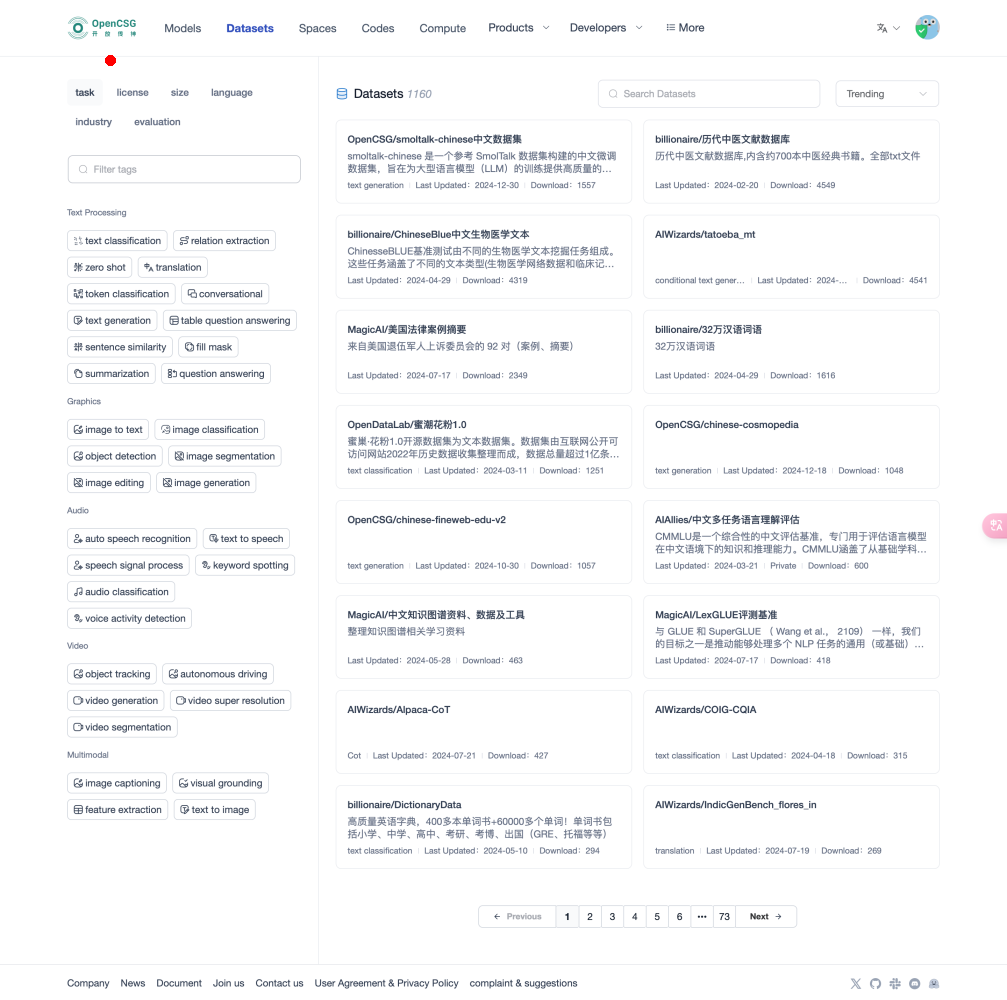 OpenCSG
开 放 传 神
Models Datasets Spaces Codes Compute Products Developers More
task license size language
industry evaluation
Filter tags
Text Processing
text classification relation extraction
zero shot translation
token classification conversational
text generation table question answering
sentence similarity fill mask
summarization question answering
Graphics
image to text image classification
object detection image segmentation
image editing image generation
Audio
auto speech recognition text to speech
speech signal process keyword spotting
audio classification
voice activity detection
Video
object tracking autonomous driving
video generation video super resolution
video segmentation
Multimodal
image captioning visual grounding
feature extraction text to image
Datasets 1160
Search Datasets
Trending
OpenCSG/smoltalk-chinese中文数据集
smoltalk-chinese 是一个参考 SmolTalk 数据集构建的中文微调
数据集，旨在为大型语言模型（LLM）的训练提供高质量的…
text generation Last Updated：2024-12-30 Download：1557
billionaire/历代中医文献数据库
历代中医文献数据库,内含约700本中医经典书籍。全部txt文件
Last Updated：2024-02-20 Download：4549
billionaire/ChineseBlue中文生物医学文本
ChinesseBLUE基准测试由不同的生物医学文本挖掘任务组成。
这些任务涵盖了不同的文本类型(生物医学网络数据和临床记…
Last Updated：2024-04-29 Download：4319
AIWizards/tatoeba_mt
conditional text gener… Last Updated：2024-… Download：4541
MagicAI/美国法律案例摘要
来自美国退伍军人上诉委员会的 92 对（案例、摘要）
Last Updated：2024-07-17 Download：2349
billionaire/32万汉语词语
32万汉语词语
Last Updated：2024-04-29 Download：1616
OpenDataLab/蜜潮花粉1.0
蜜巢·花粉1.0开源数据集为文本数据集。数据集由互联网公开可
访问网站2022年历史数据收集整理而成，数据总量超过1亿条…
text classification Last Updated：2024-03-11 Download：1251
OpenCSG/chinese-cosmopedia
text generation Last Updated：2024-12-18 Download：1048
OpenCSG/chinese-fineweb-edu-v2
text generation Last Updated：2024-10-30 Download：1057
AIAllies/中文多任务语言理解评估
CMMLU是一个综合性的中文评估基准，专门用于评估语言模型
在中文语境下的知识和推理能力。CMMLU涵盖了从基础学科…
Last Updated：2024-03-21 Private Download：600
MagicAI/中文知识图谱资料、数据及工具
整理知识图谱相关学习资料
Last Updated：2024-05-28 Download：463
MagicAI/LexGLUE评测基准
与 GLUE 和 SuperGLUE （ Wang et al.， 2109） 一样，我们
的目标之一是推动能够处理多个 NLP 任务的通用（或基础）…
Last Updated：2024-07-17 Download：418
AIWizards/Alpaca-CoT
Cot Last Updated：2024-07-21 Download：427
AIWizards/COIG-CQIA
text classification Last Updated：2024-04-18 Download：315
billionaire/DictionaryData
高质量英语字典，400多本单词书+60000多个单词！单词书包
括小学、中学、高中、考研、考博、出国（GRE、托福等等）
text classification Last Updated：2024-05-10 Download：294
AIWizards/IndicGenBench_flores_in
translation Last Updated：2024-07-19 Download：269
Previous 1 2 3 4 5 6 ••• 73 Next
Company News Document Join us Contact us User Agreement & Privacy Policy complaint & suggestions